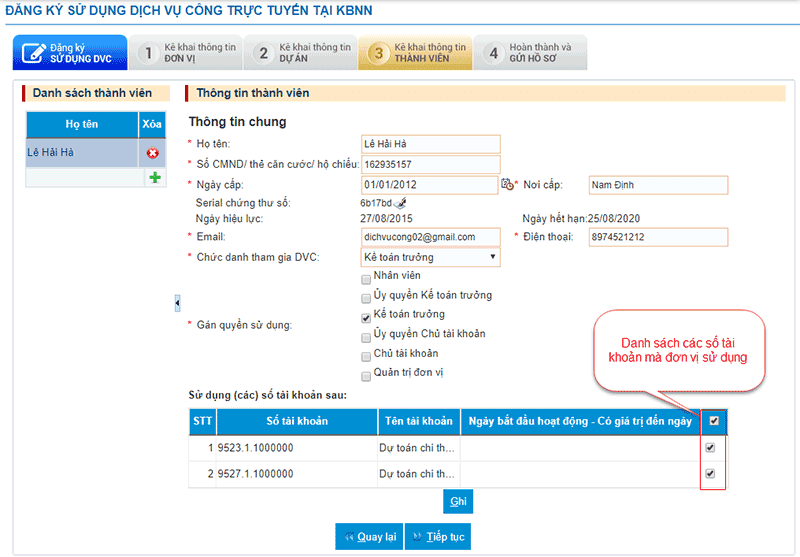 ĐĂNG KÝ SỬ DỤNG DỊCH VỤ CÔNG TRỰC TUYẾN TẠI KBNN
Đăng ký
SỬ DỤNG DVC
1 Kê khai thông tin
ĐƠN VỊ
2 Kê khai thông tin
DỰ ÁN
3 Kê khai thông tin
THÀNH VIÊN
4 Hoàn thành và
GỬI HỒ SƠ
Danh sách thành viên
Họ tên Xóa
Lê Hải Hà
Thông tin thành viên
Thông tin chung
* Họ tên: Lê Hải Hà
* Số CMND/ thẻ căn cước/ hộ chiếu: 162935157
* Ngày cấp: 01/01/2012 * Nơi cấp: Nam Định
Serial chứng thư số: 6b17bd
Ngày hiệu lực: 27/08/2015 Ngày hết hạn:25/08/2020
* Email: dichvucong02@gmail.com * Điện thoại: 8974521212
* Chức danh tham gia DVC: Kế toán trưởng
* Gán quyền sử dụng:
Nhân viên
Ủy quyền Kế toán trưởng
Kế toán trưởng
Ủy quyền Chủ tài khoản
Chủ tài khoản
Quản trị đơn vị
Danh sách các số tài
khoản mà đơn vị sử dụng
Sử dụng (các) số tài khoản sau:
STT Số tài khoản Tên tài khoản Ngày bắt đầu hoạt động - Có giá trị đến ngày
1 9523.1.1000000 Dự toán chi th...
2 9527.1.1000000 Dự toán chi th...
Ghi
Quay lại Tiếp tục